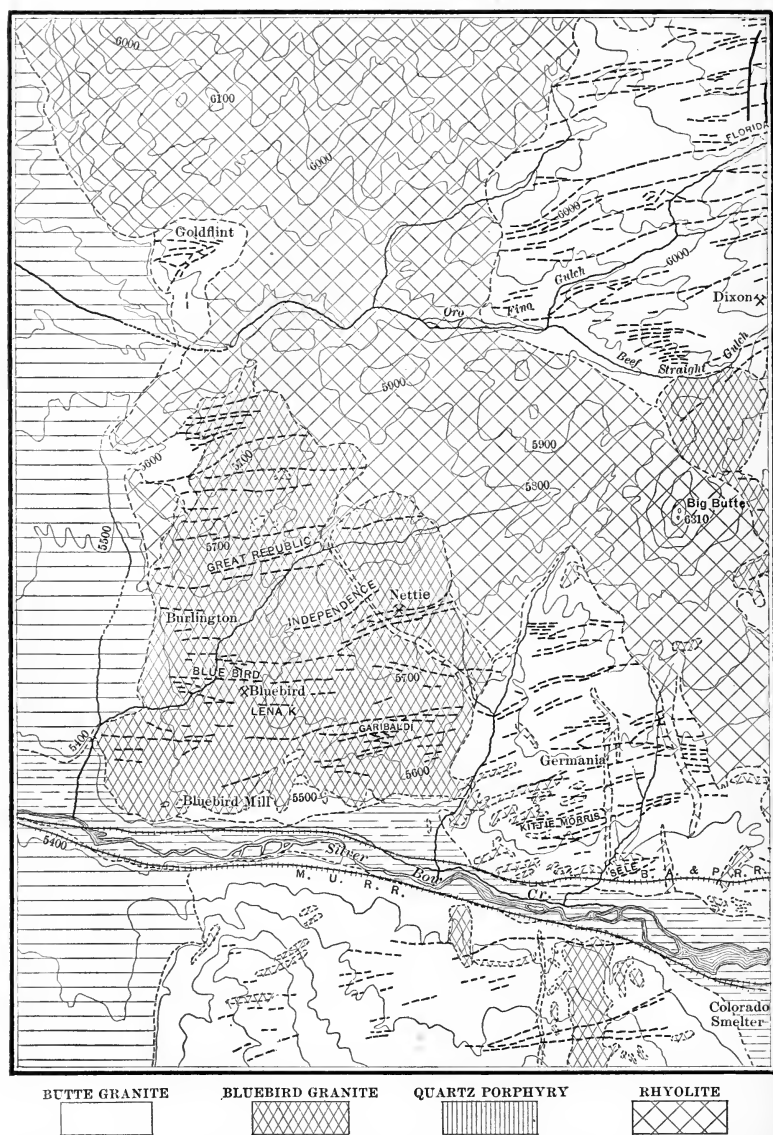 6000
6100
6000
FLORIDA
6000
Goldflint
6000
Gulch
Dixon
Oro Fino
Beef Straight Gulch
5900
5900
5600
5700
5800
Big Butte
6310
5500
5700
GREAT REPUBLIC
INDEPENDENCE
Nettie
Burlington
BLUE BIRD
5700
Bluebird
LENA K
GARIBALDI
5400
Germania
5600
5500
Bluebird Mill
KITTIE MORRIS
5400
Silver Bow Cr.
B. A & P. R. R.
M. U. R. R.
Colorado
Smelter
BUTTE GRANITE BLUEBIRD GRANITE QUARTZ PORPHYRY RHYOLITE